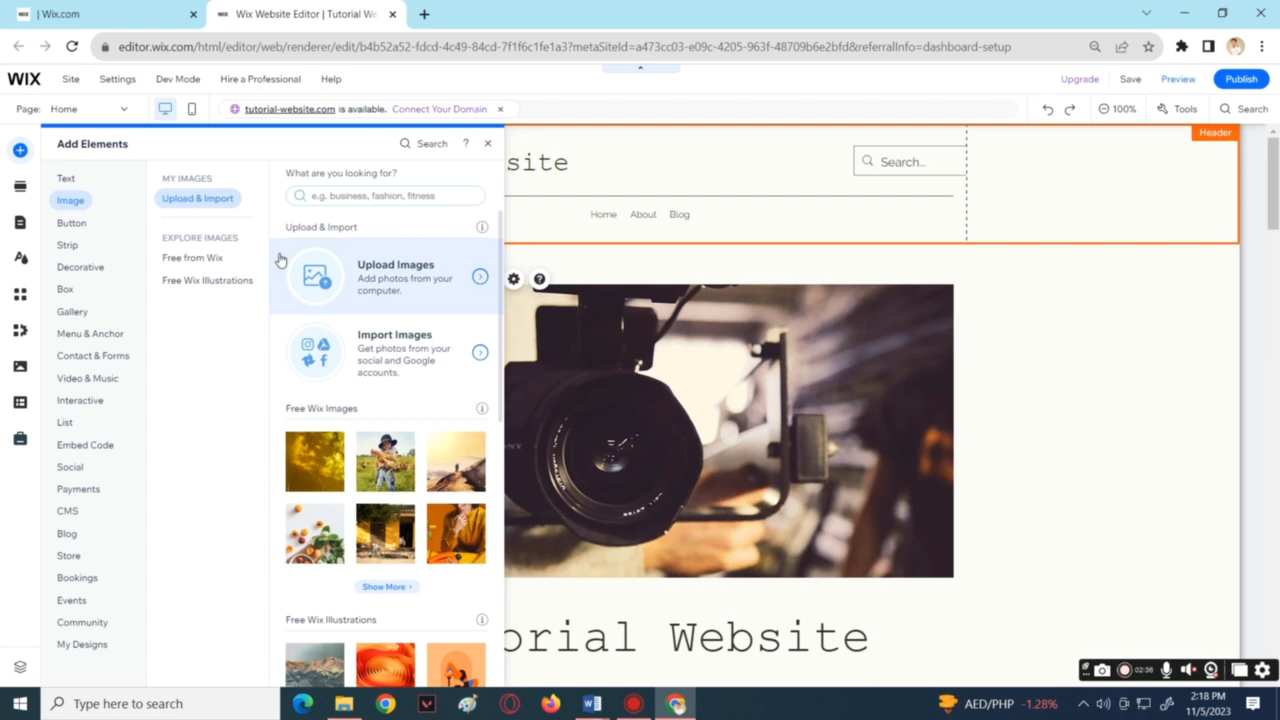 WIX | Wix.com
WIX Wix Website Editor | Tutorial We
editor.wix.com/html/editor/web/renderer/edit/b4b52a52-fdcd-4c49-84cd-7f1f6c1fe1a3?metaSiteId=a473cc03-e09c-4205-963f-48709b6e2bfd&referralInfo=dashboard-setup
WIX Site Settings Dev Mode Hire a Professional Help Upgrade Save Preview Publish
Page: Home tutorial-website.com is available. Connect Your Domain 100% Tools Search
Add Elements Search ?
Text
Image
Button
Strip
Decorative
Box
Gallery
Menu & Anchor
Contact & Forms
Video & Music
Interactive
List
Embed Code
Social
Payments
CMS
Blog
Store
Bookings
Events
Community
My Designs
MY IMAGES
Upload & Import
EXPLORE IMAGES
Free from Wix
Free Wix Illustrations
What are you looking for?
e.g. business, fashion, fitness
Upload & Import
Upload Images
Add photos from your
computer.
Import Images
Get photos from your
social and Google
accounts.
Free Wix Images
Show More >
Free Wix Illustrations
Header
site
Search...
Home About Blog
orial Website
02:36
Type here to search
AED/PHP -1.28%
2:18 PM
11/5/2023